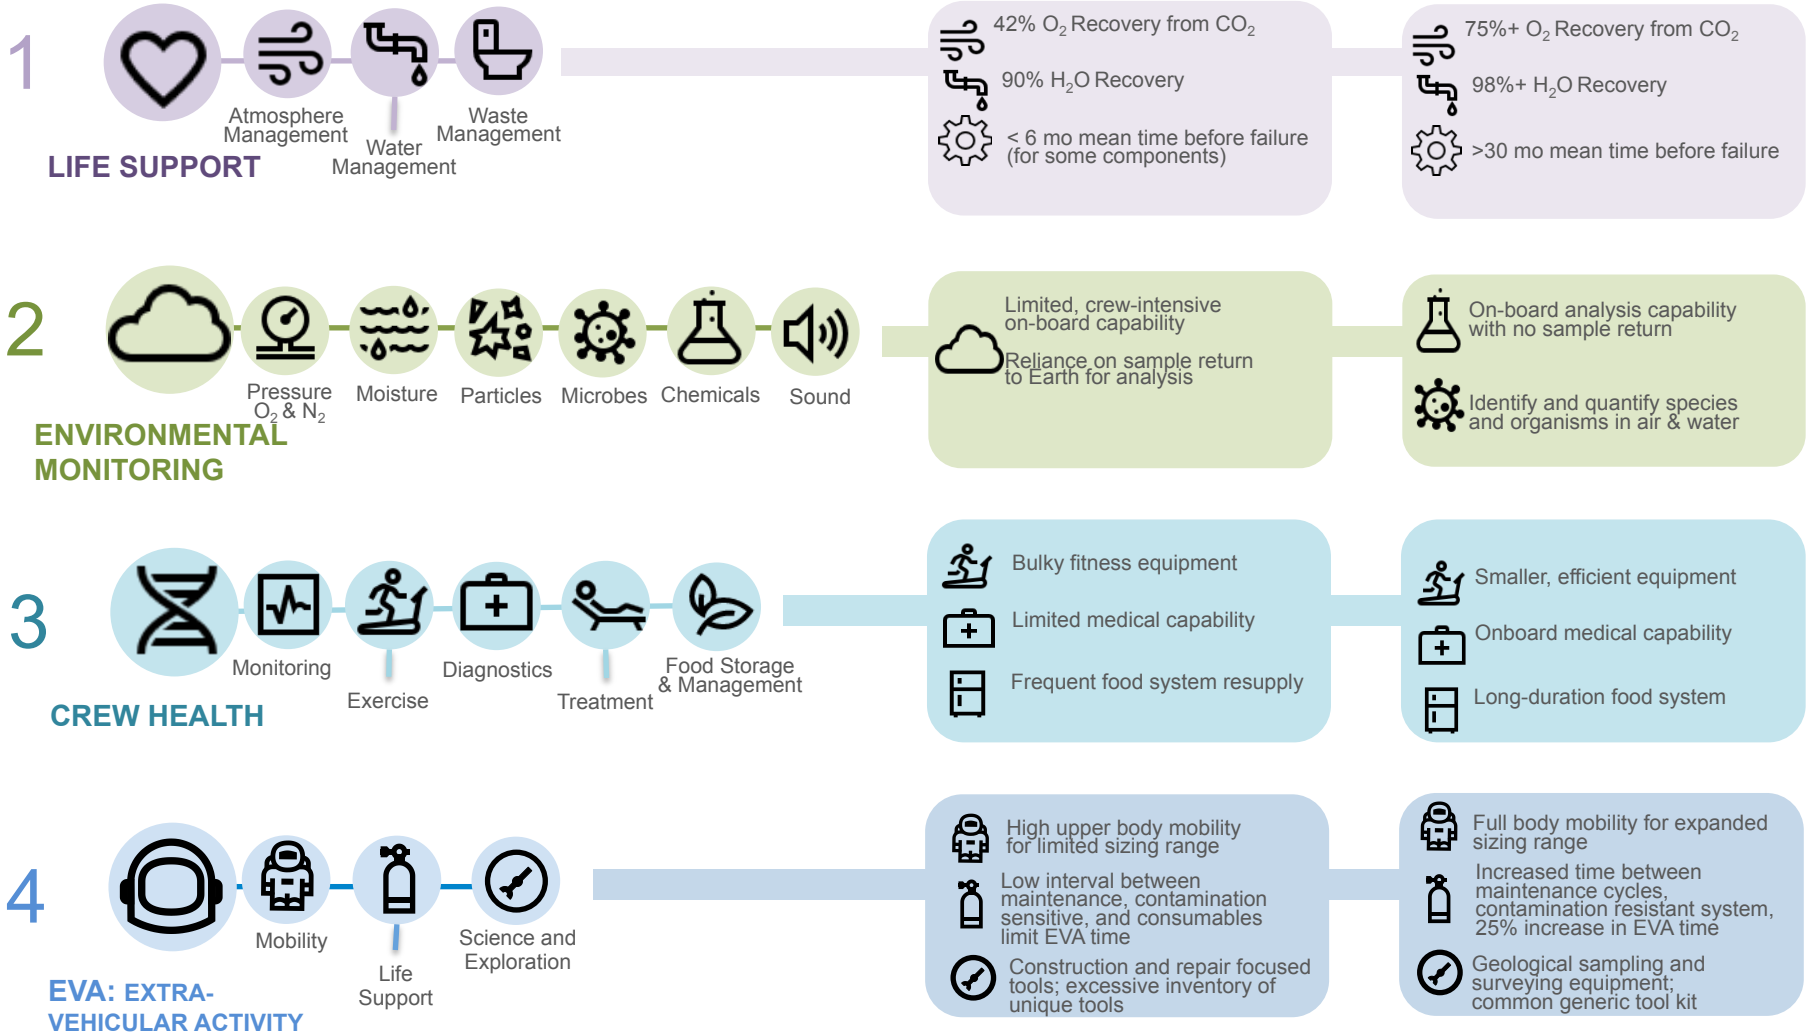 1
LIFE SUPPORT
Atmosphere
Management
Water
Management
Waste
Management
42% O₂ Recovery from CO₂
90% H₂O Recovery
< 6 mo mean time before failure
(for some components)
75%+ O₂ Recovery from CO₂
98%+ H₂O Recovery
>30 mo mean time before failure
2
ENVIRONMENTAL
MONITORING
Pressure
O₂ & N₂
Moisture
Particles
Microbes
Chemicals
Sound
Limited, crew-intensive
on-board capability
Reliance on sample return
to Earth for analysis
On-board analysis capability
with no sample return
Identify and quantify species
and organisms in air & water
3
CREW HEALTH
Monitoring
Exercise
Diagnostics
Treatment
Food Storage
& Management
Bulky fitness equipment
Limited medical capability
Frequent food system resupply
Smaller, efficient equipment
Onboard medical capability
Long-duration food system
4
EVA: EXTRA-
VEHICULAR ACTIVITY
Mobility
Life
Support
Science and
Exploration
High upper body mobility
for limited sizing range
Low interval between
maintenance, contamination
sensitive, and consumables
limit EVA time
Construction and repair focused
tools; excessive inventory of
unique tools
Full body mobility for expanded
sizing range
Increased time between
maintenance cycles,
contamination resistant system,
25% increase in EVA time
Geological sampling and
surveying equipment;
common generic tool kit